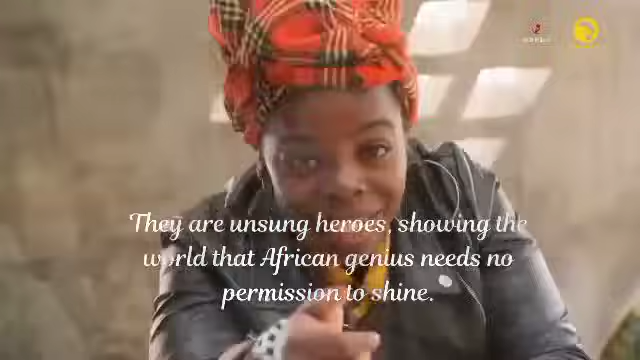 They are unsung heroes, showing the
world that African genius needs no
permission to shine.